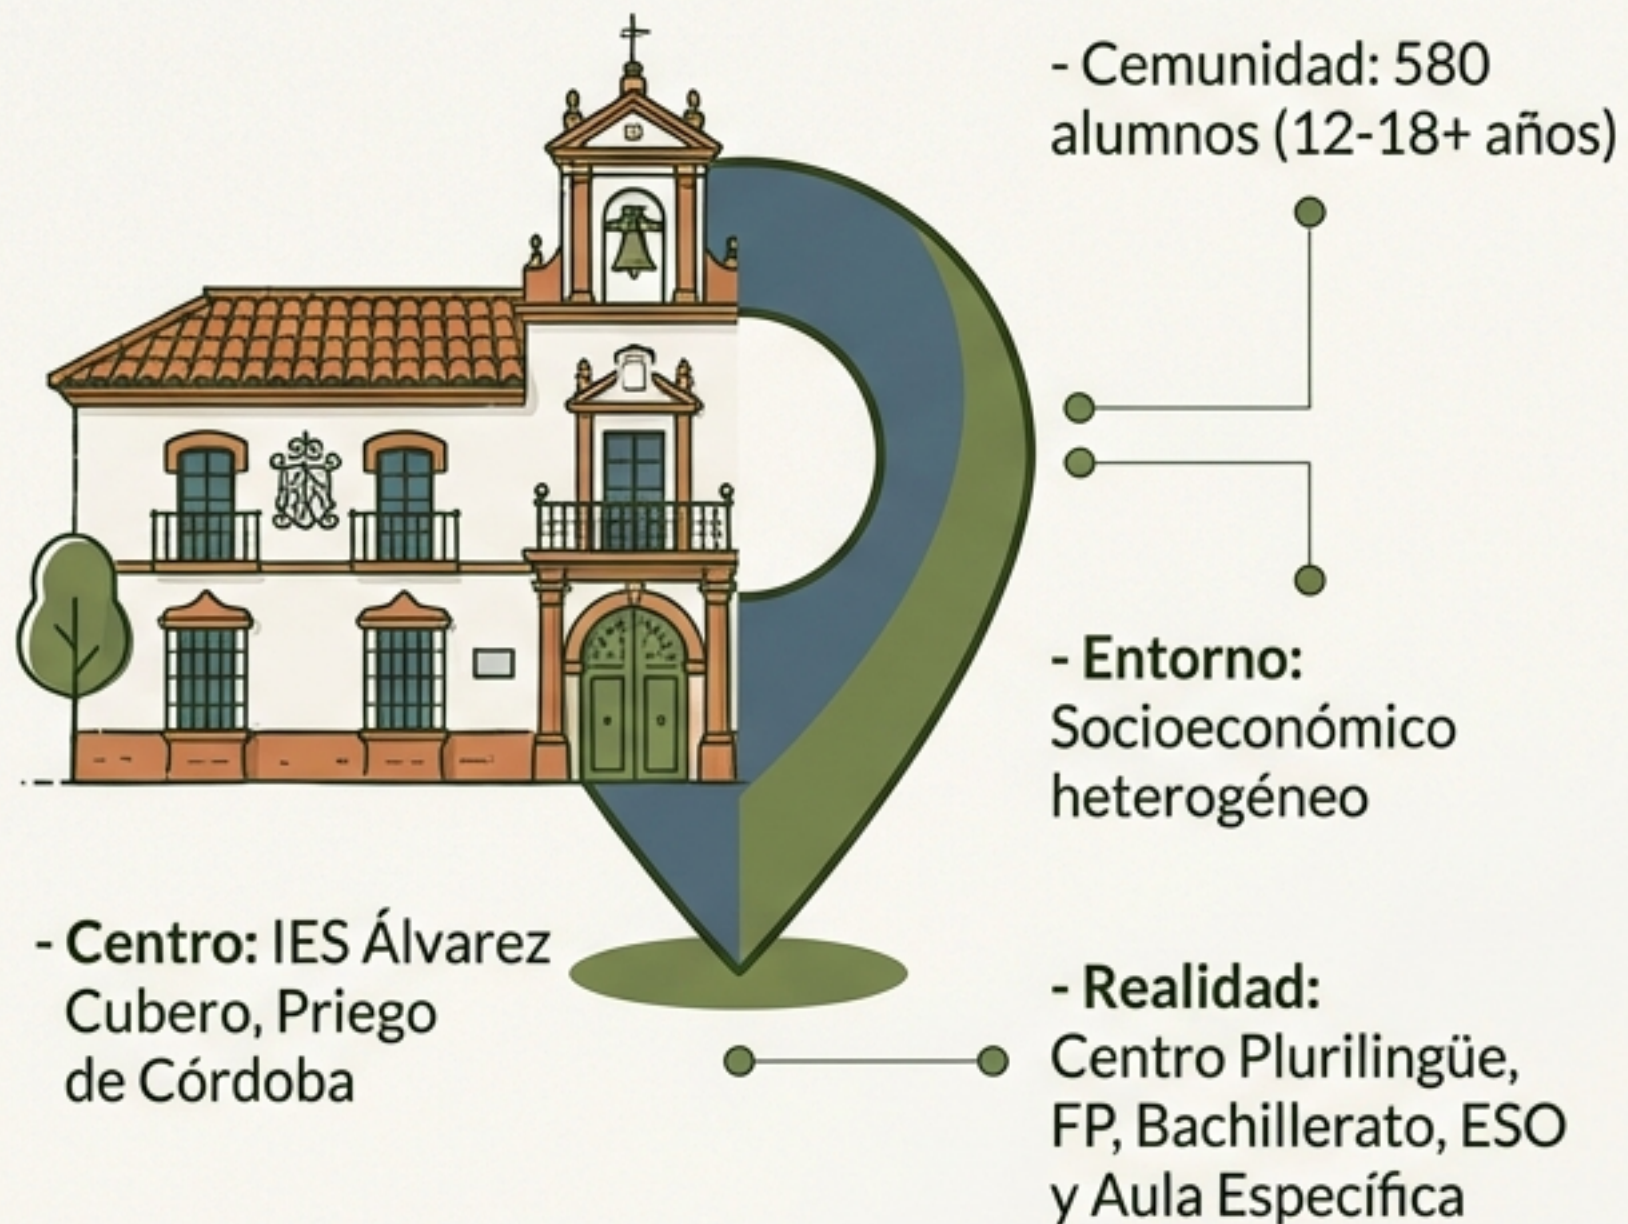 - Cemunidad: 580
alumnos (12-18+ años)
- Entorno:
Socioeconómico
heterogéneo
- Centro: IES Álvarez
Cubero, Priego
de Córdoba
- Realidad:
Centro Plurilingüe,
FP, Bachillerato, ESO
y Aula Específica